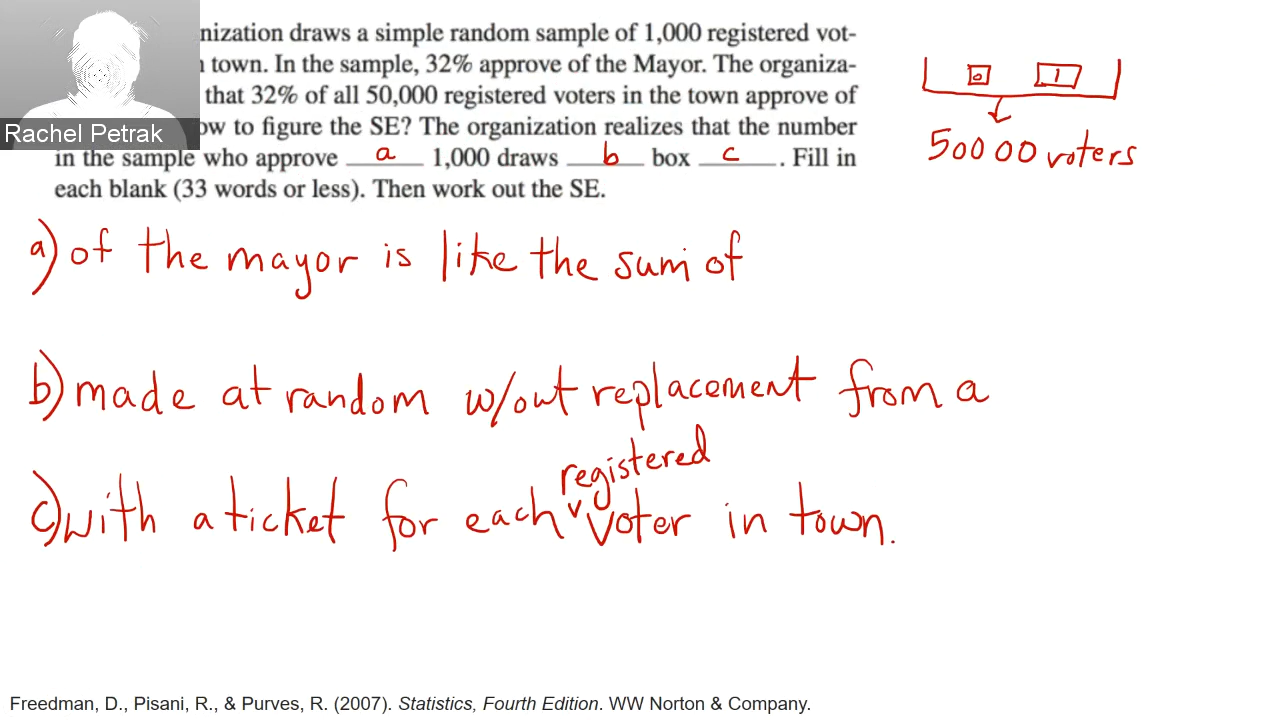 nization draws a simple random sample of 1,000 registered vot-
town. In the sample, 32% approve of the Mayor. The organiza-
that 32% of all 50,000 registered voters in the town approve of
Rachel Petrak
ow to figure the SE? The organization realizes that the number
in the sample who approve a 1,000 draws b box c . Fill in
each blank (33 words or less). Then work out the SE.
0 1
50000 voters
a) of the mayor is like the sum of
b) made at random w/out replacement from a
registered
c) with a ticket for each voter in town.
Freedman, D., Pisani, R., & Purves, R. (2007). Statistics, Fourth Edition. WW Norton & Company.